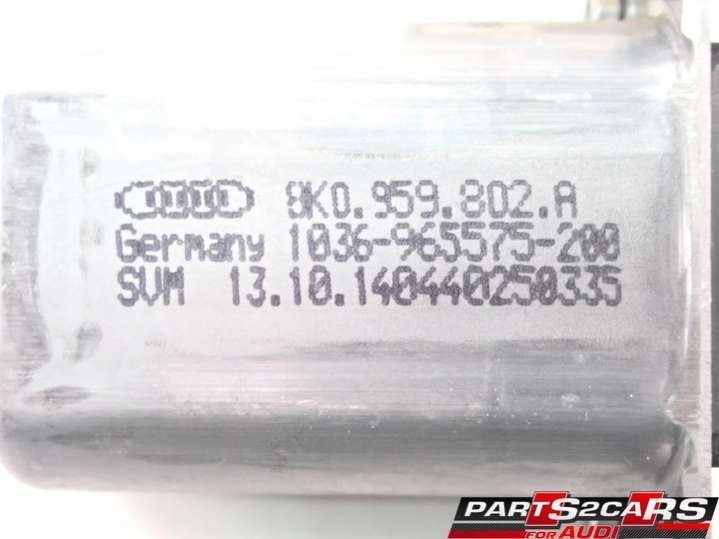 8K0.959.802.A
Germany 1036-965575-200
SVM 13.10.140440250335
PARTS2CARS
FOR AUDI